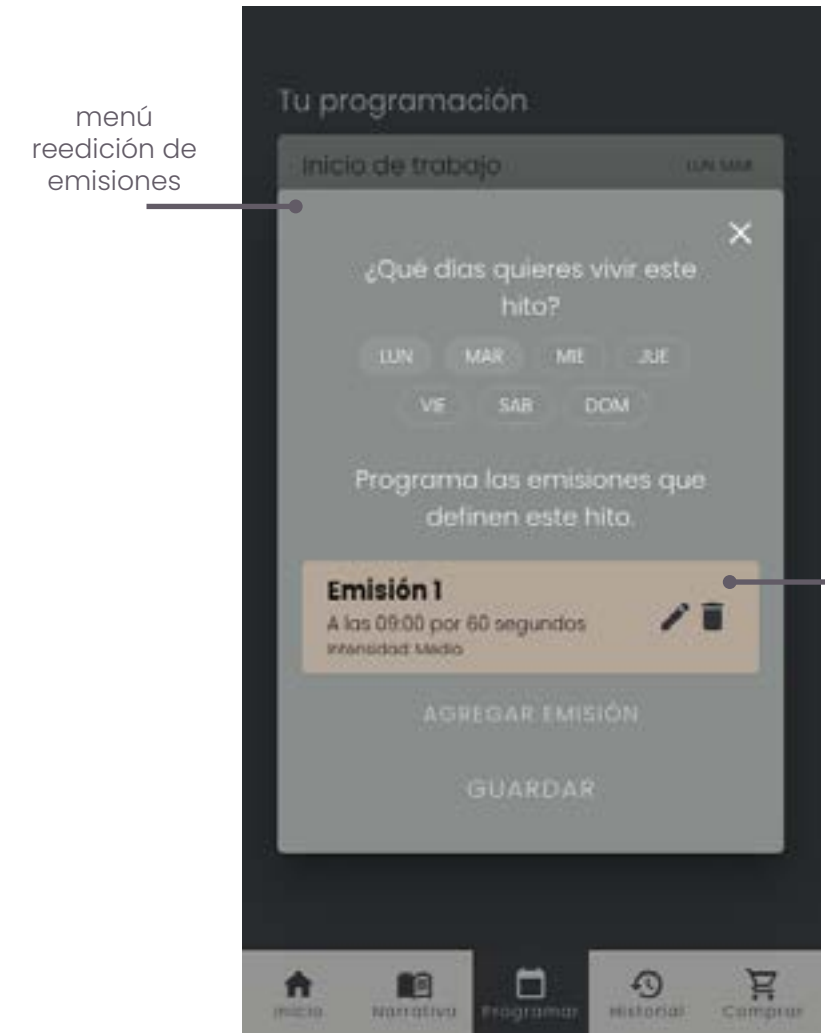 menú
reedición de
emisiones
Tu programación
Inicio de trabajo
¿Qué días quieres vivir este
hito?
LUN MAR MIE JUE
VIE SAB DOM
Programa las emisiones que
definen este hito.
Emisión 1
A las 09:00 por 60 segundos
Intensidad: Media
AGREGAR EMISIÓN
GUARDAR
Inicio Narrativa Programar Historial Comprar